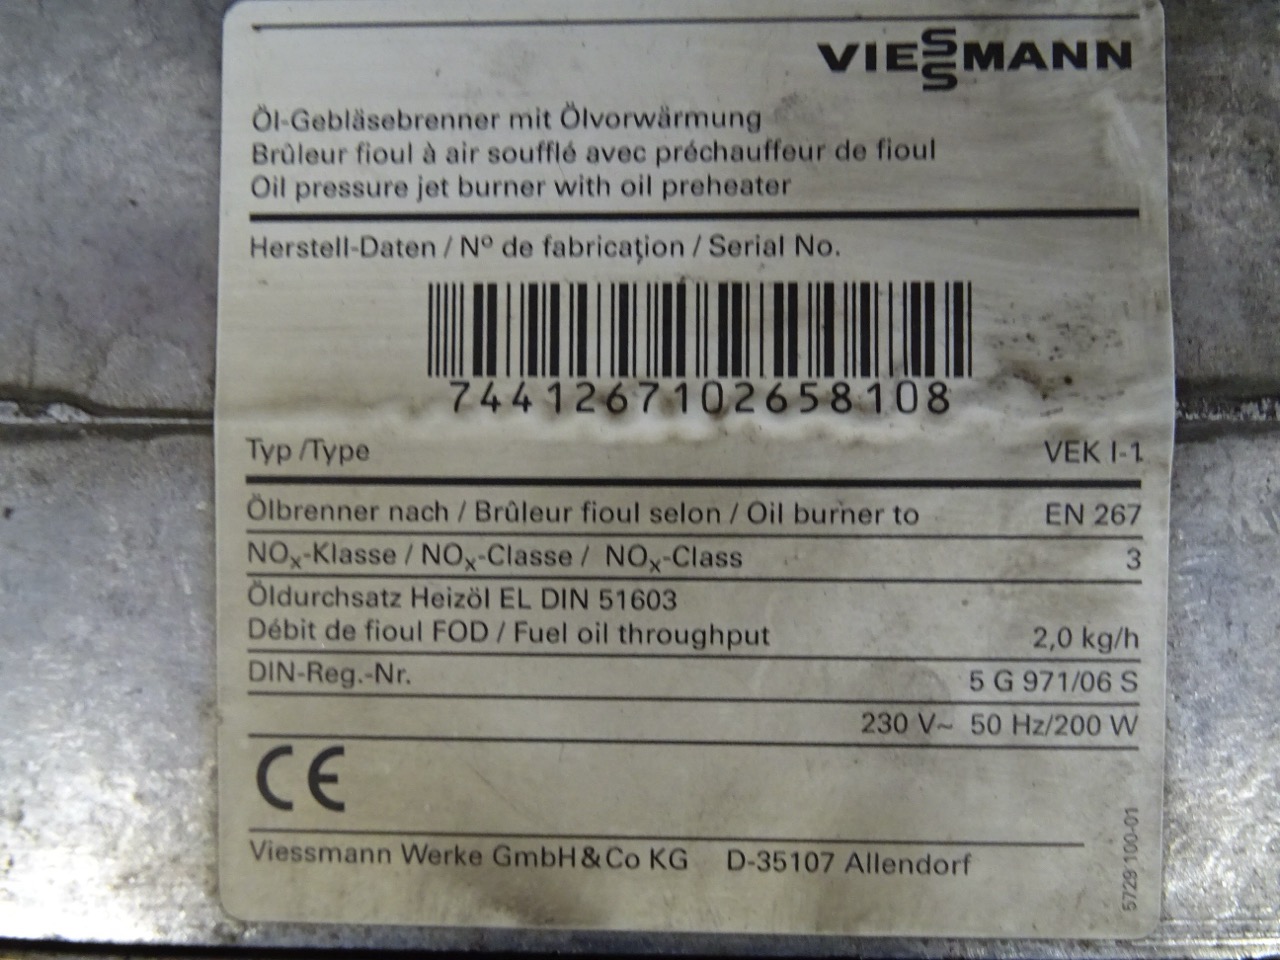 VIESSMANN
Öl-Gebläsebrenner mit Ölvorwärmung
Brûleur fioul à air soufflé avec préchauffeur de fioul
Oil pressure jet burner with oil preheater
Herstell-Daten / Nº de fabrication / Serial No.
7441267102658108
Typ /Type VEK I-1
Ölbrenner nach / Brûleur fioul selon / Oil burner to EN 267
NOx-Klasse / NOx-Classe / NOx-Class 3
Öldurchsatz Heizöl EL DIN 51603
Débit de fioul FOD / Fuel oil throughput 2,0 kg/h
DIN-Reg.-Nr. 5 G 971/06 S
230 V~ 50 Hz/200 W
CE
Viessmann Werke GmbH&Co KG D-35107 Allendorf
5729 100-01